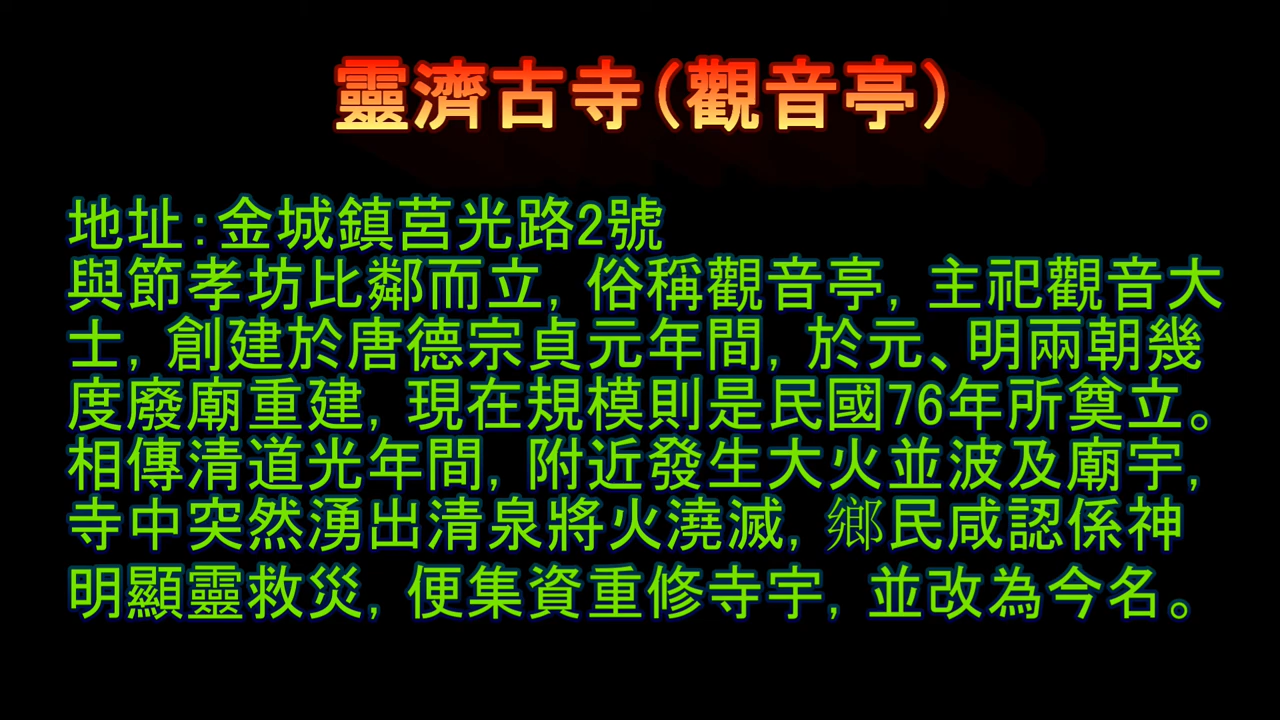 靈濟古寺(觀音亭)
地址:金城鎮莒光路2號
與節孝坊比鄰而立,俗稱觀音亭,主祀觀音大
士,創建於唐德宗貞元年間,於元、明兩朝幾
度廢廟重建,現在規模則是民國76年所奠立。
相傳清道光年間,附近發生大火並波及廟宇,
寺中突然湧出清泉將火澆滅,鄉民咸認係神
明顯靈救災,便集資重修寺宇,並改為今名。